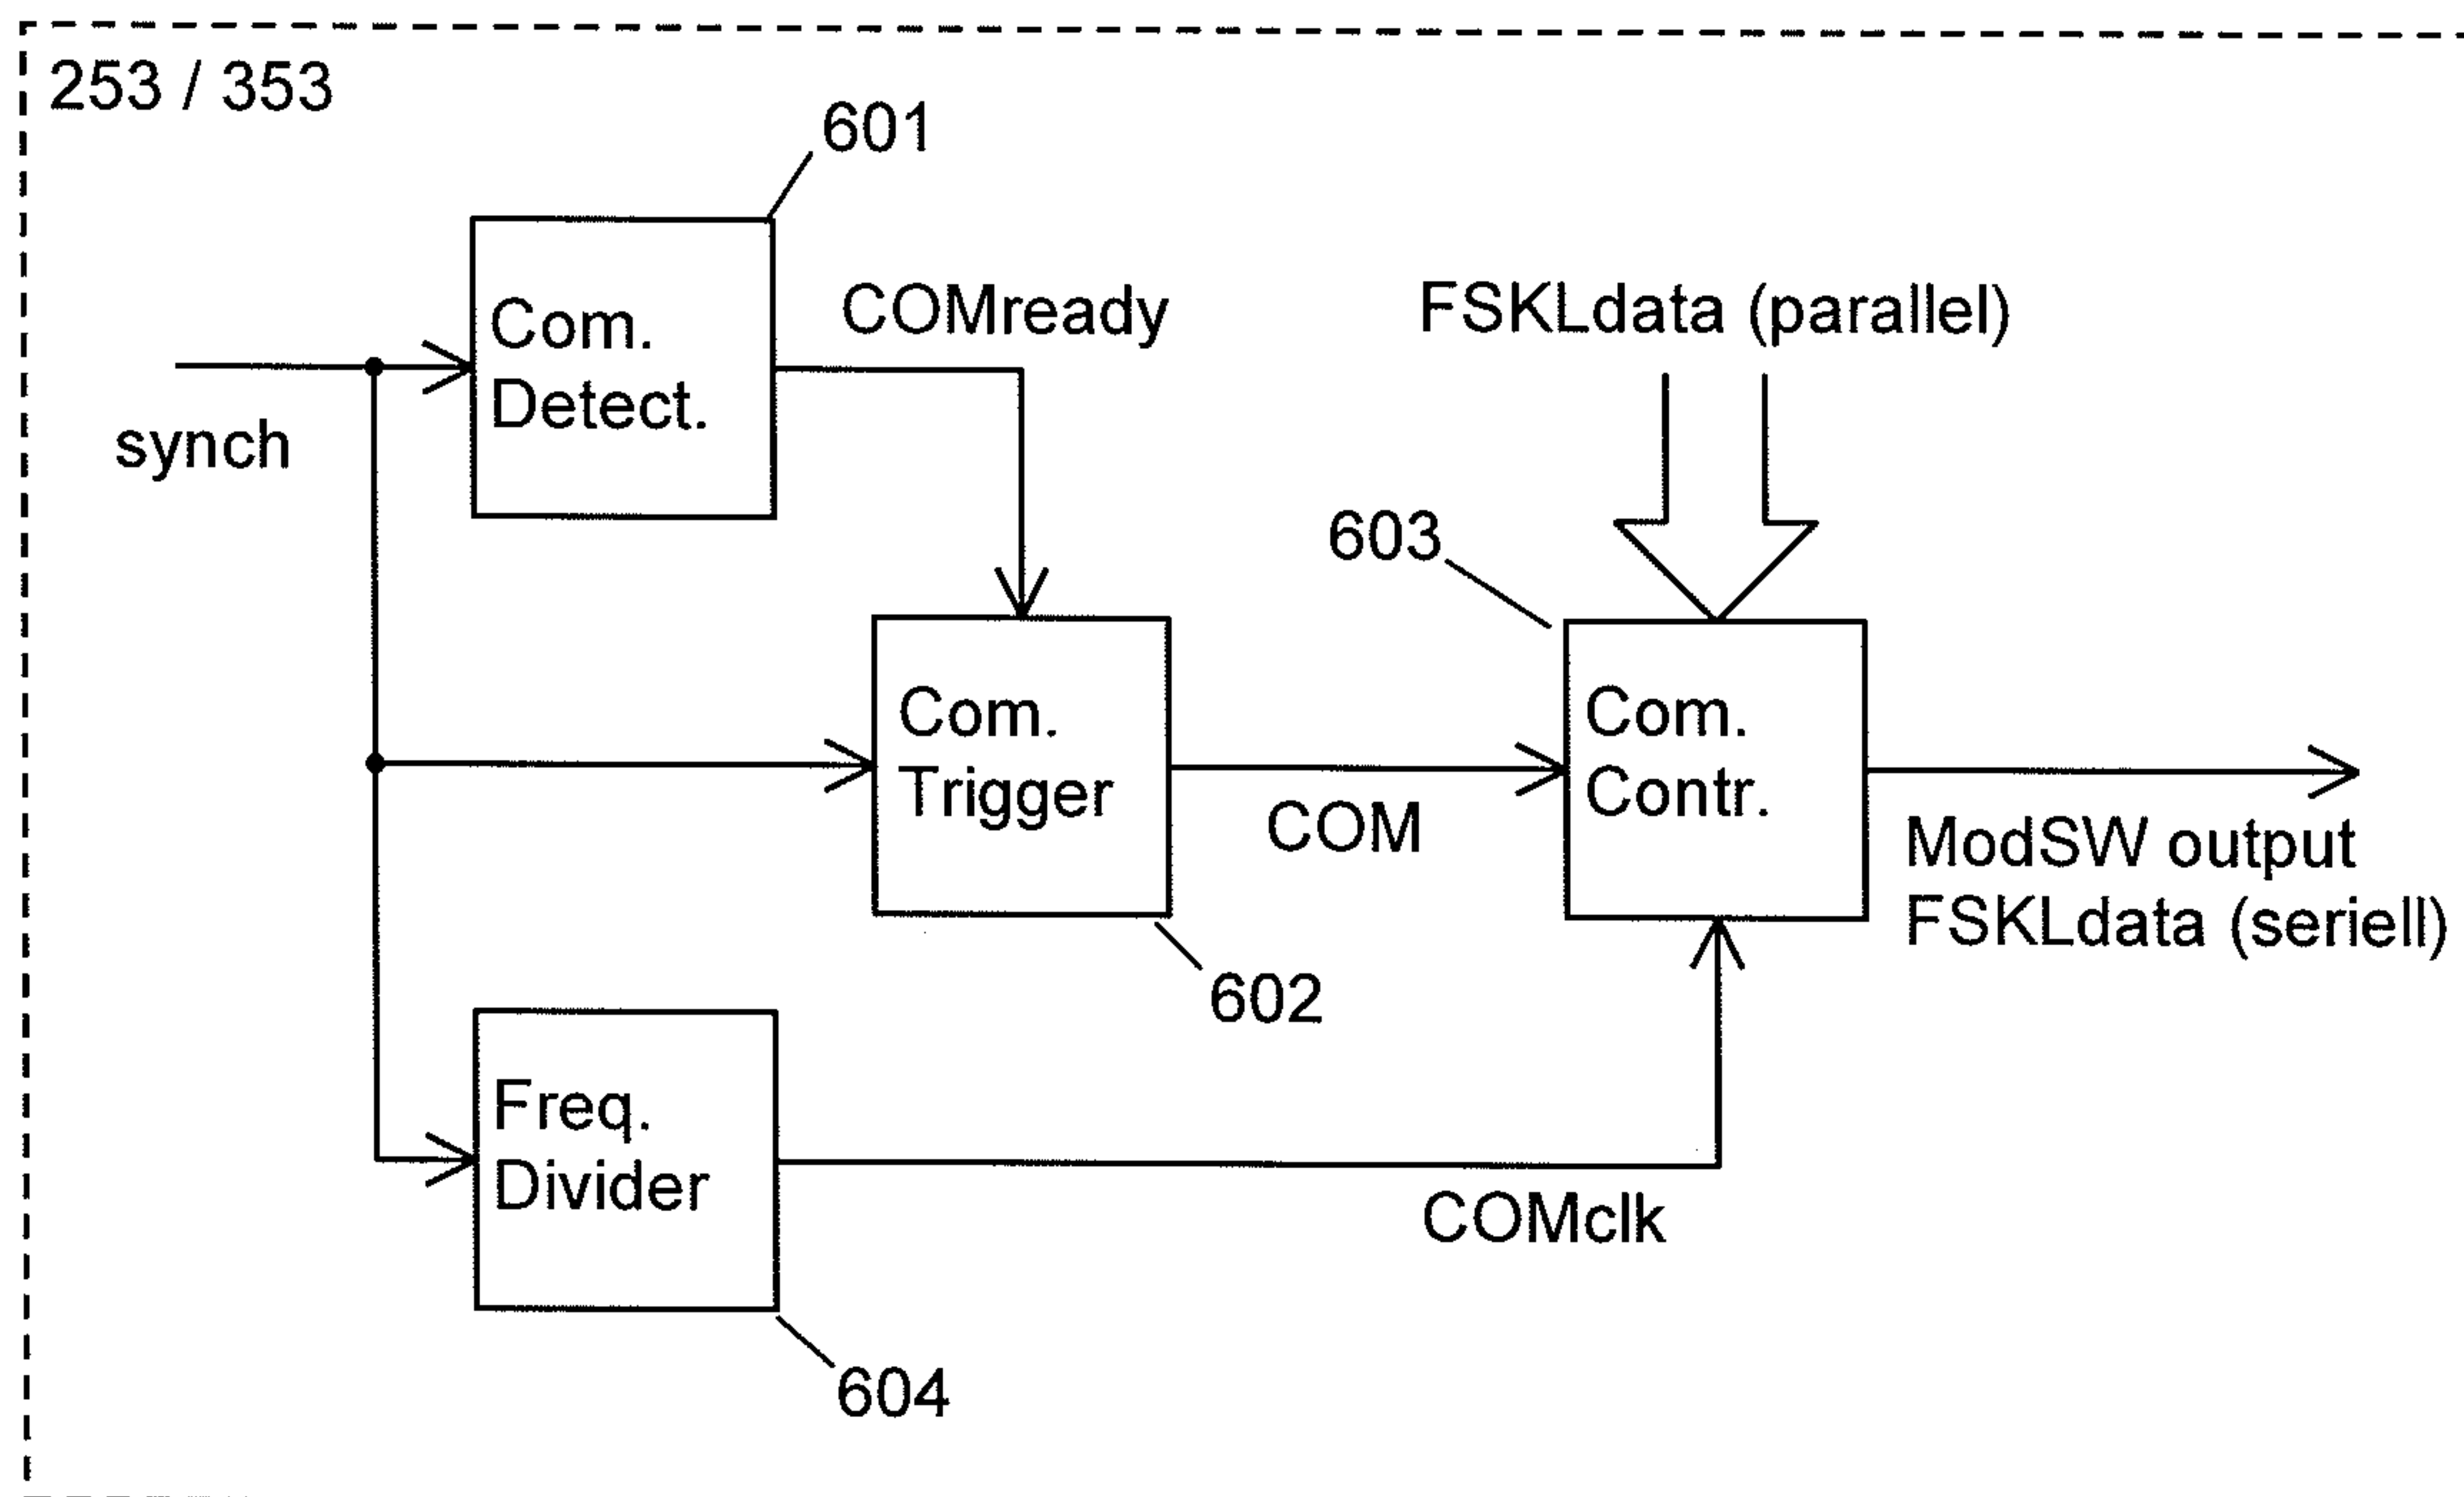 253 / 353
601
Com.
Detect.
COMready
FSKLdata (parallel)
synch
603
Com.
Trigger
COM
Com.
Contr.
ModSW output
FSKLdata (seriell)
602
Freq.
Divider
COMclk
604